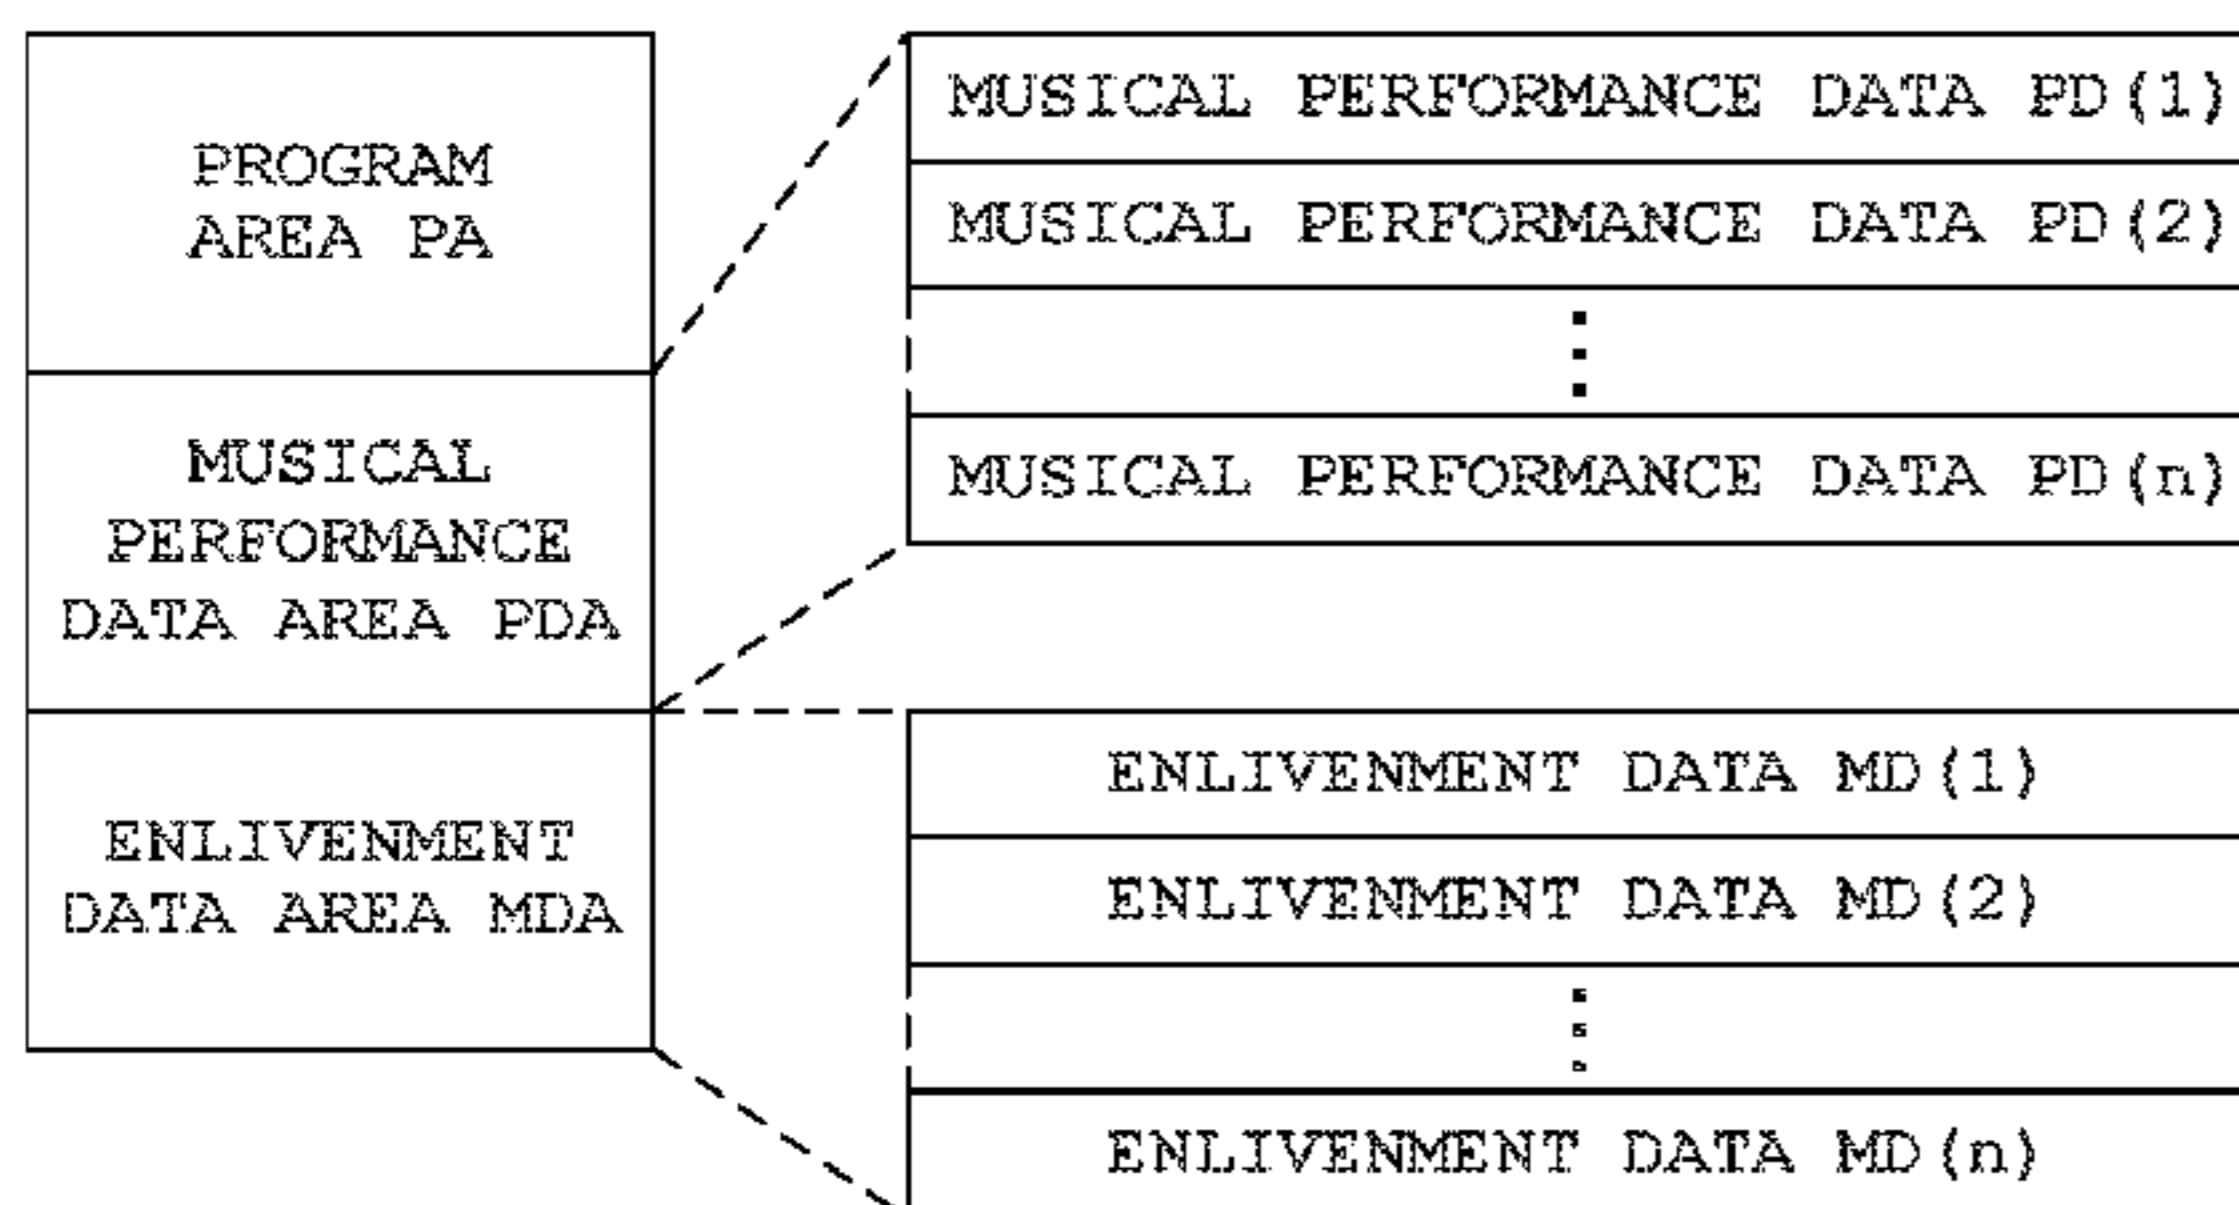 PROGRAM
AREA PA
MUSICAL
PERFORMANCE
DATA AREA PDA
ENLIVENMENT
DATA AREA MDA
MUSICAL PERFORMANCE DATA PD(1)
MUSICAL PERFORMANCE DATA PD(2)
MUSICAL PERFORMANCE DATA PD(n)
ENLIVENMENT DATA MD(1)
ENLIVENMENT DATA MD(2)
ENLIVENMENT DATA MD(n)